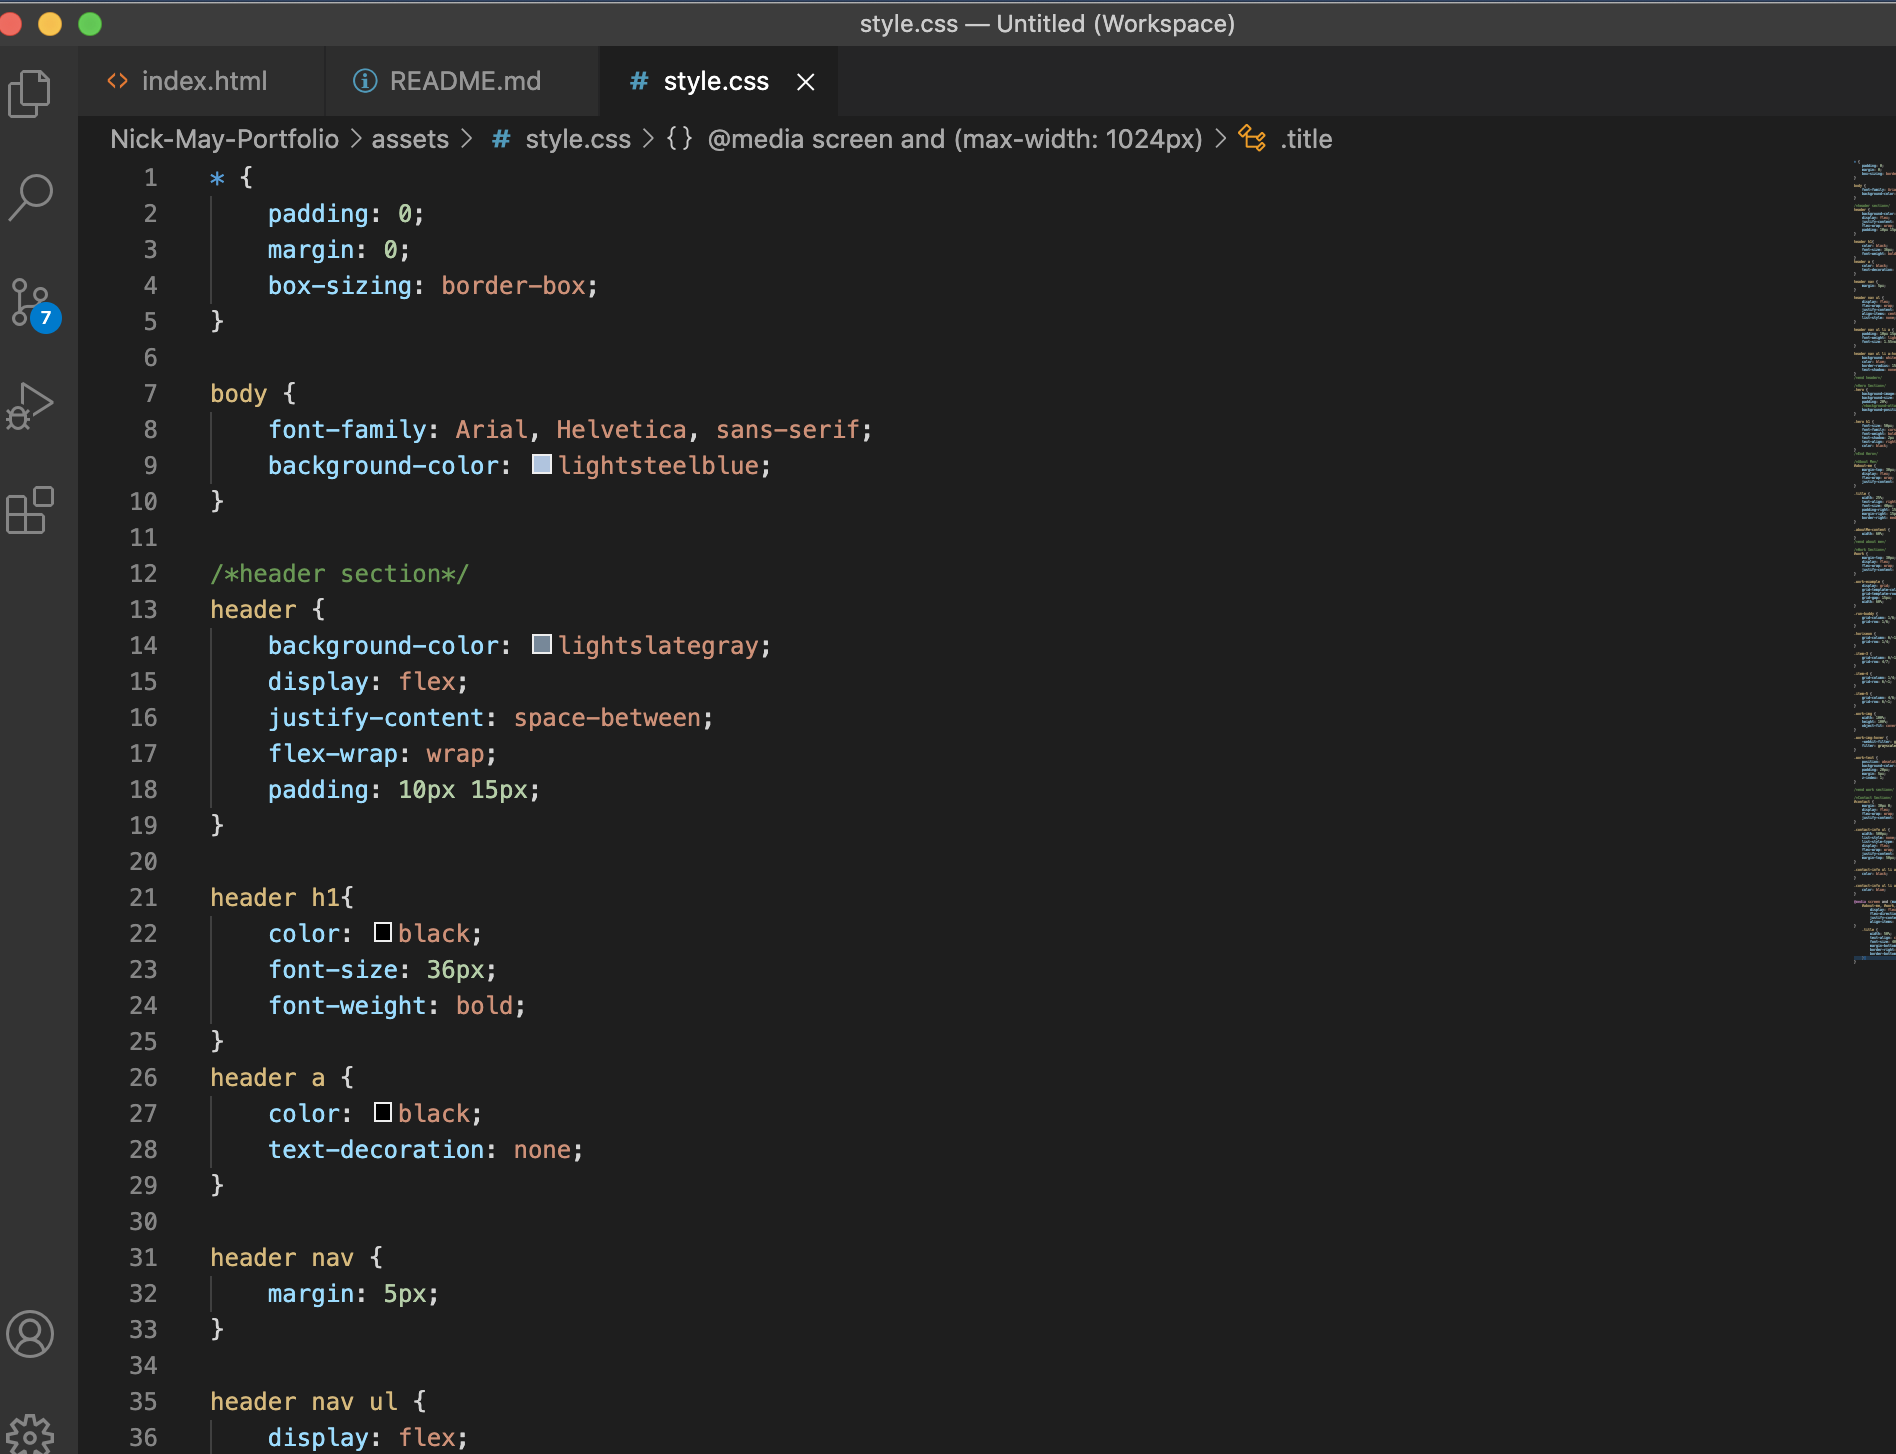 style.css — Untitled (Workspace)
<> index.html README.md # style.css
Nick-May-Portfolio > assets > # style.css > {} @media screen and (max-width: 1024px) > .title
1 * {
2 padding: 0;
3 margin: 0;
4 box-sizing: border-box;
5 }
6
7 body {
8 font-family: Arial, Helvetica, sans-serif;
9 background-color: lightsteelblue;
10 }
11
12 /*header section*/
13 header {
14 background-color: lightslategray;
15 display: flex;
16 justify-content: space-between;
17 flex-wrap: wrap;
18 padding: 10px 15px;
19 }
20
21 header h1{
22 color: black;
23 font-size: 36px;
24 font-weight: bold;
25 }
26 header a {
27 color: black;
28 text-decoration: none;
29 }
30
31 header nav {
32 margin: 5px;
33 }
34
35 header nav ul {
36 display: flex;
7